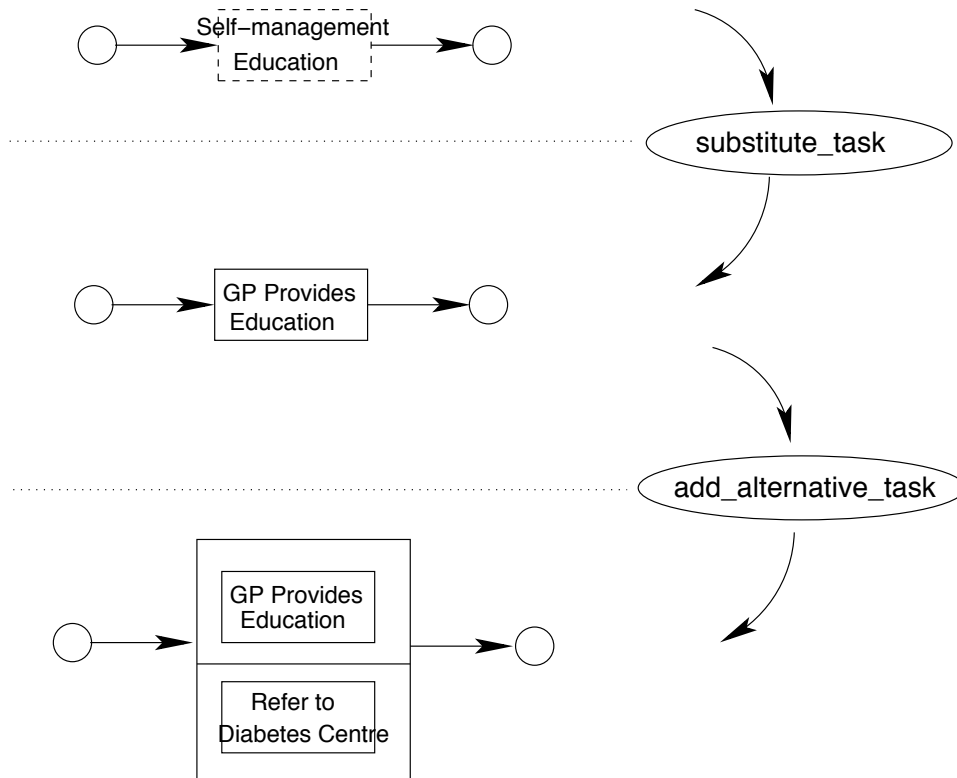 Self−management
Education
substitute_task
GP Provides
Education
add_alternative_task
GP Provides
Education
Refer to
Diabetes Centre